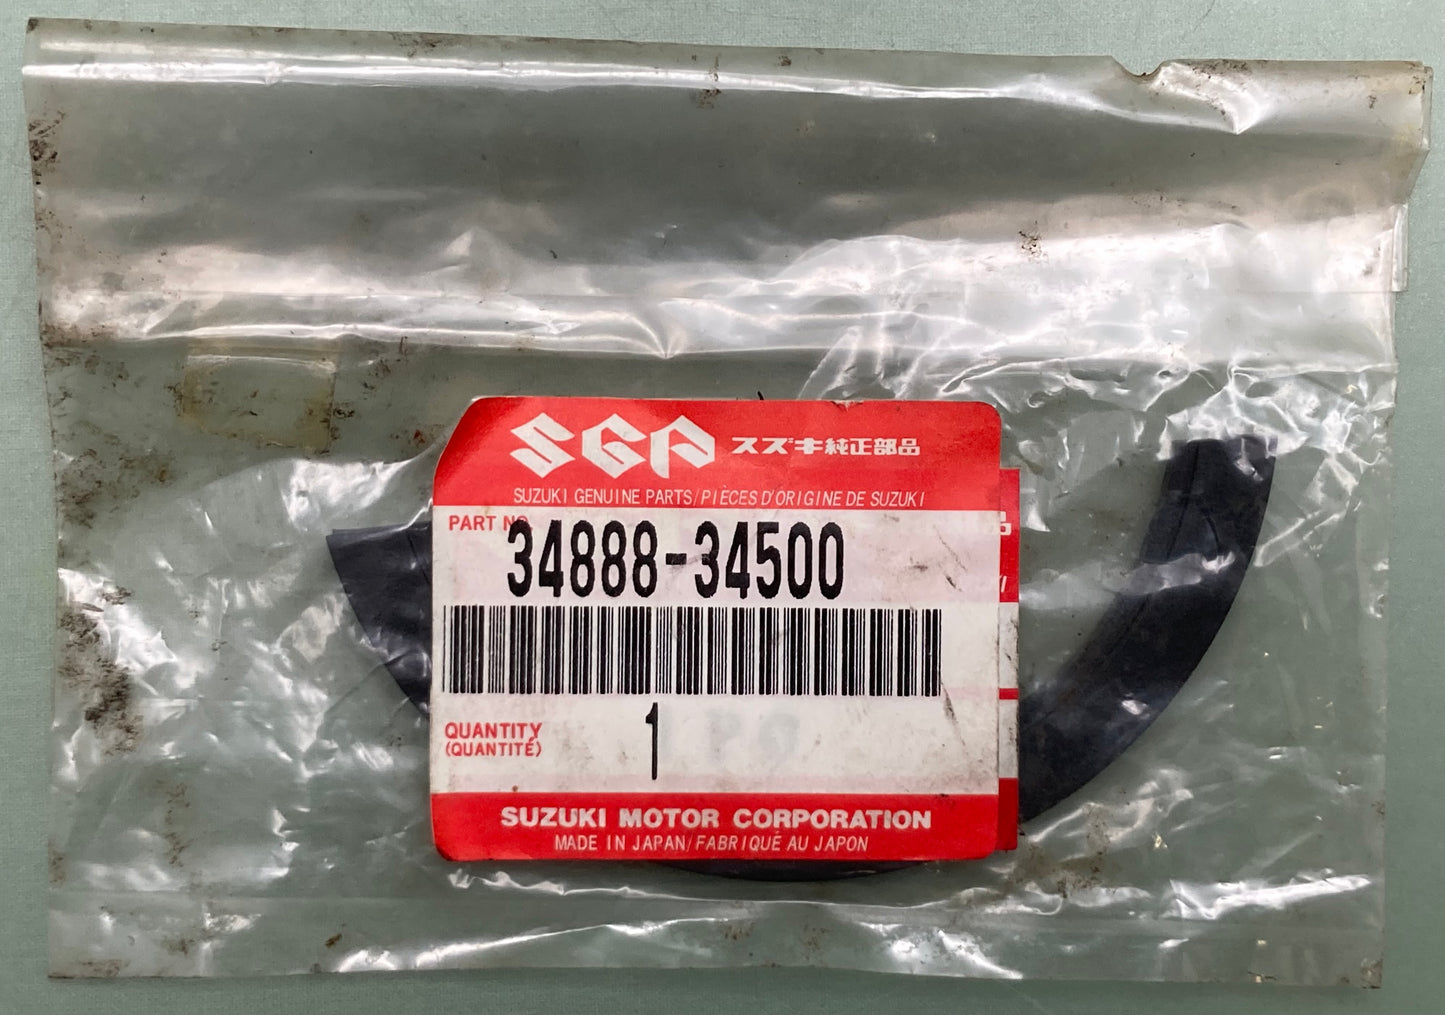 SGP スズキ純正部品
SUZUKI GENUINE PARTS/PIÈCES D'ORIGINE DE SUZUKI
PART NO.
34888-34500
QUANTITY 1
(QUANTITÉ)
SUZUKI MOTOR CORPORATION
MADE IN JAPAN/FABRIQUÉ AU JAPON
品